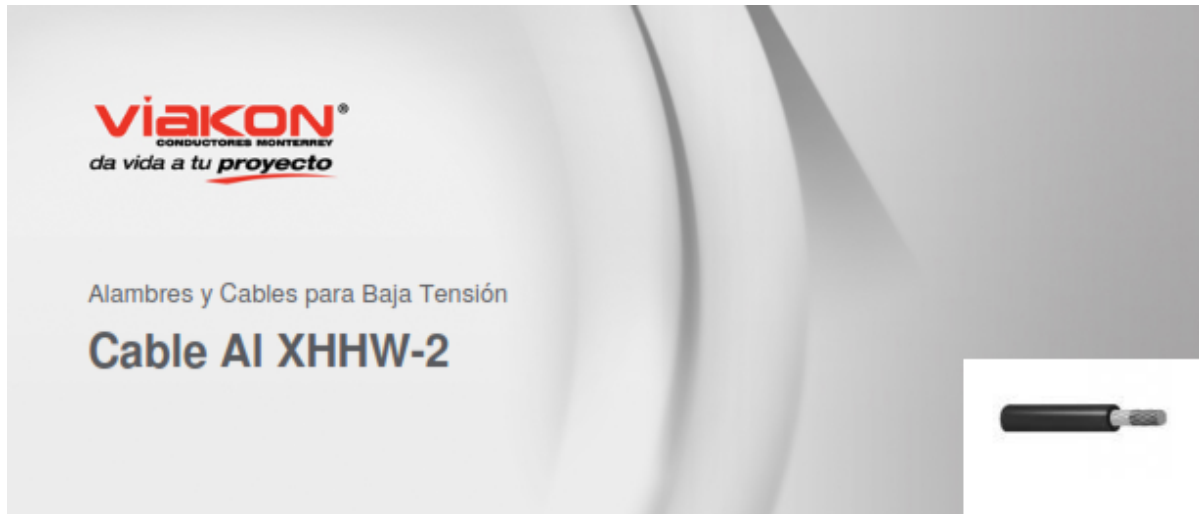 VIAKON®
CONDUCTORES MONTERREY
da vida a tu proyecto
Alambres y Cables para Baja Tensión
Cable Al XHHW-2